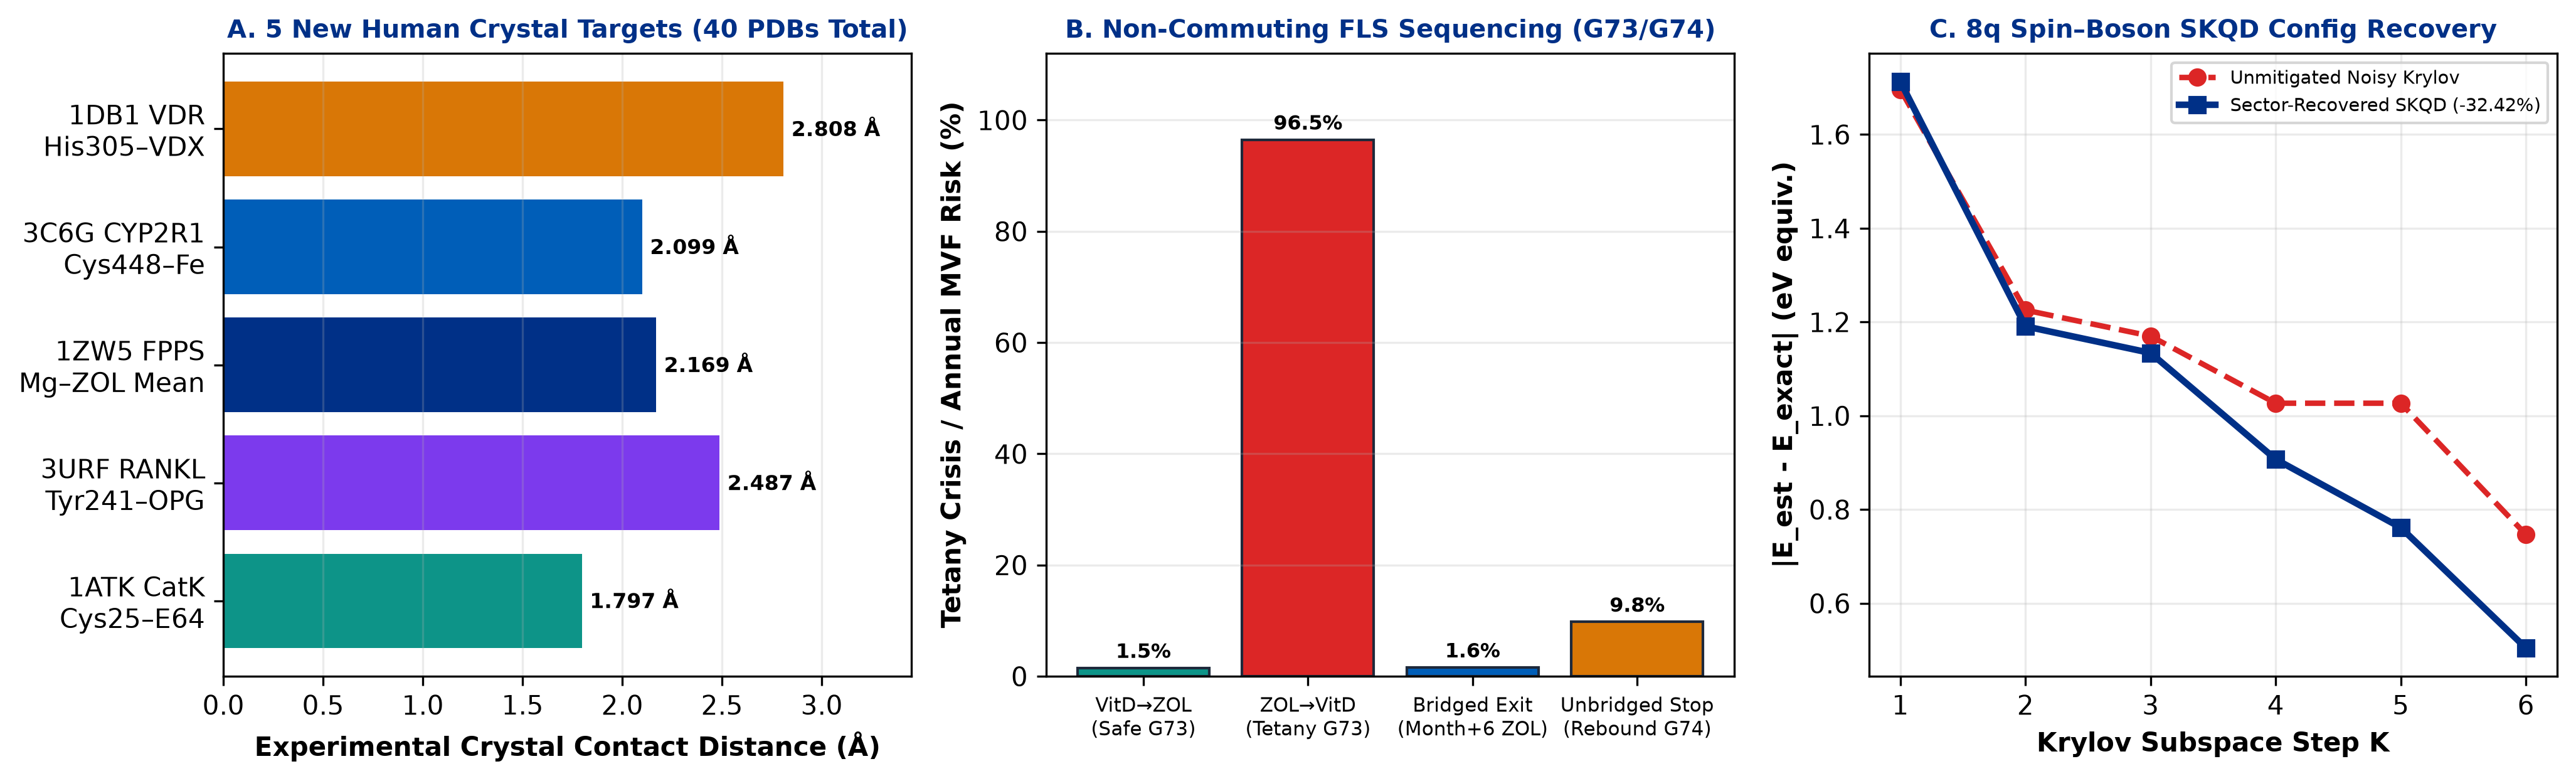 A. 5 New Human Crystal Targets (40 PDBs Total)
1DB1 VDR
His305–VDX
2.808 Å
3C6G CYP2R1
Cys448–Fe
2.099 Å
1ZW5 FPPS
Mg–ZOL Mean
2.169 Å
3URF RANKL
Tyr241–OPG
2.487 Å
1ATK CatK
Cys25–E64
1.797 Å
0.0 0.5 1.0 1.5 2.0 2.5 3.0
Experimental Crystal Contact Distance (Å)
B. Non-Commuting FLS Sequencing (G73/G74)
Tetany Crisis / Annual MVF Risk (%)
100
80
60
40
20
0
1.5%
96.5%
1.6%
9.8%
VitD→ZOL
(Safe G73)
ZOL→VitD
(Tetany G73)
Bridged Exit
(Month+6 ZOL)
Unbridged Stop
(Rebound G74)
C. 8q Spin–Boson SKQD Config Recovery
Unmitigated Noisy Krylov
Sector-Recovered SKQD (-32.42%)
|E_est - E_exact| (eV equiv.)
1.6
1.4
1.2
1.0
0.8
0.6
1 2 3 4 5 6
Krylov Subspace Step K